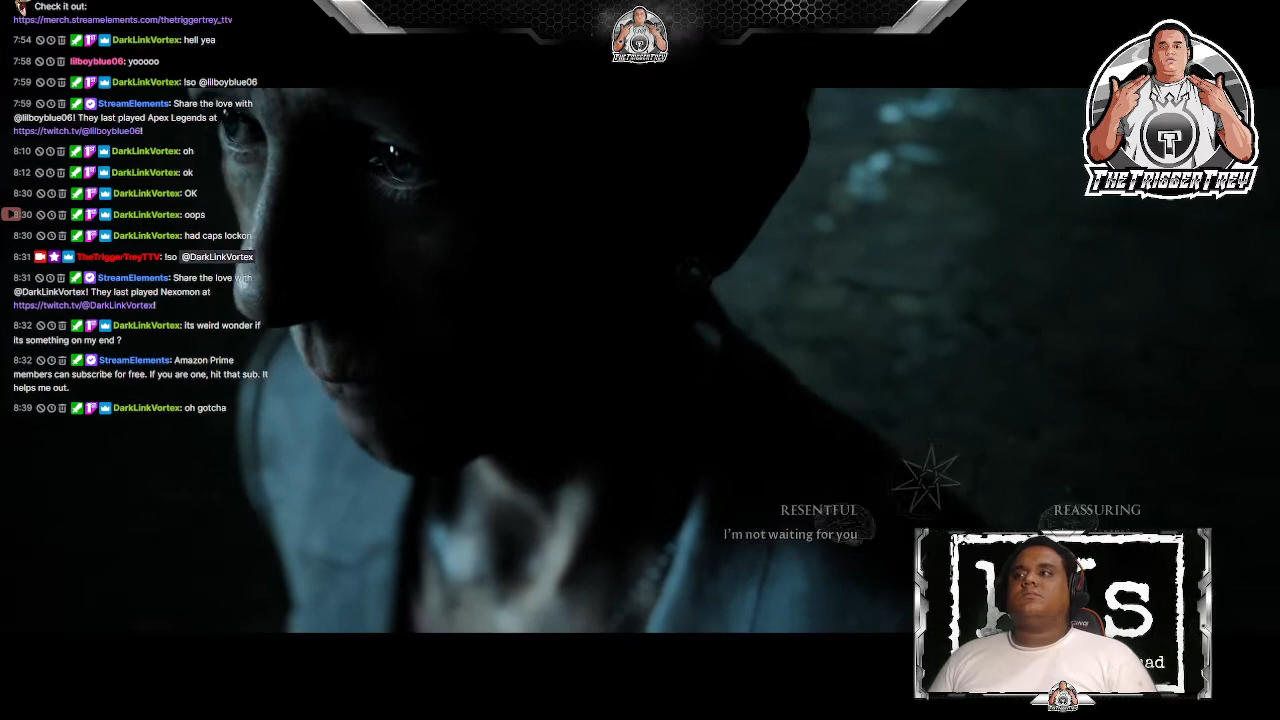 Check it out:
https://merch.streamelements.com/thetriggertrey_ttv
7:54 DarkLinkVortex: hell yea
7:58 lilboyblue06: yooooo
7:59 DarkLinkVortex: !so @lilboyblue06
7:59 StreamElements: Share the love with
@lilboyblue06! They last played Apex Legends at
https://twitch.tv/@lilboyblue06!
8:10 DarkLinkVortex: oh
8:12 DarkLinkVortex: ok
8:30 DarkLinkVortex: OK
8:30 DarkLinkVortex: oops
8:30 DarkLinkVortex: had caps lockon
8:31 TheTriggerTreyTTV: !so @DarkLinkVortex
8:31 StreamElements: Share the love with
@DarkLinkVortex! They last played Nexomon at
https://twitch.tv/@DarkLinkVortex!
8:32 DarkLinkVortex: its weird wonder if
its something on my end ?
8:32 StreamElements: Amazon Prime
members can subscribe for free. If you are one, hit that sub. It
helps me out.
8:39 DarkLinkVortex: oh gotcha
THETRIGGERTREY
T
THETRIGGERTREY
RESENTFUL
I'm not waiting for you
REASSURING